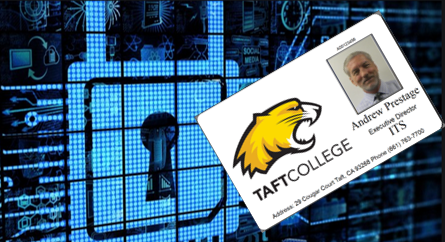 Andrew Prestage
Executive Director
ITS
TAFTCOLLEGE
Address: 29 Cougar Court Taft, CA 93268 Phone (661) 763-7700